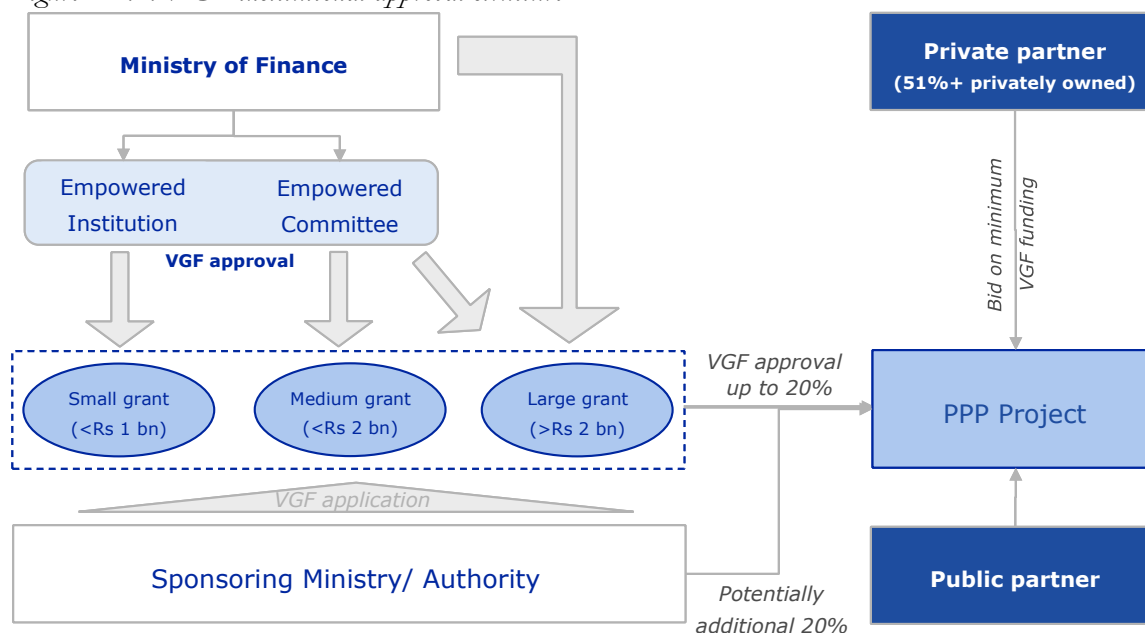 Ministry of Finance
Private partner
(51%+ privately owned)
Empowered
Institution
Empowered
Committee
VGF approval
Bid on minimum
VGF funding
Small grant
(<Rs 1 bn)
Medium grant
(<Rs 2 bn)
Large grant
(>Rs 2 bn)
VGF approval
up to 20%
PPP Project
VGF application
Sponsoring Ministry/ Authority
Potentially
additional 20%
Public partner